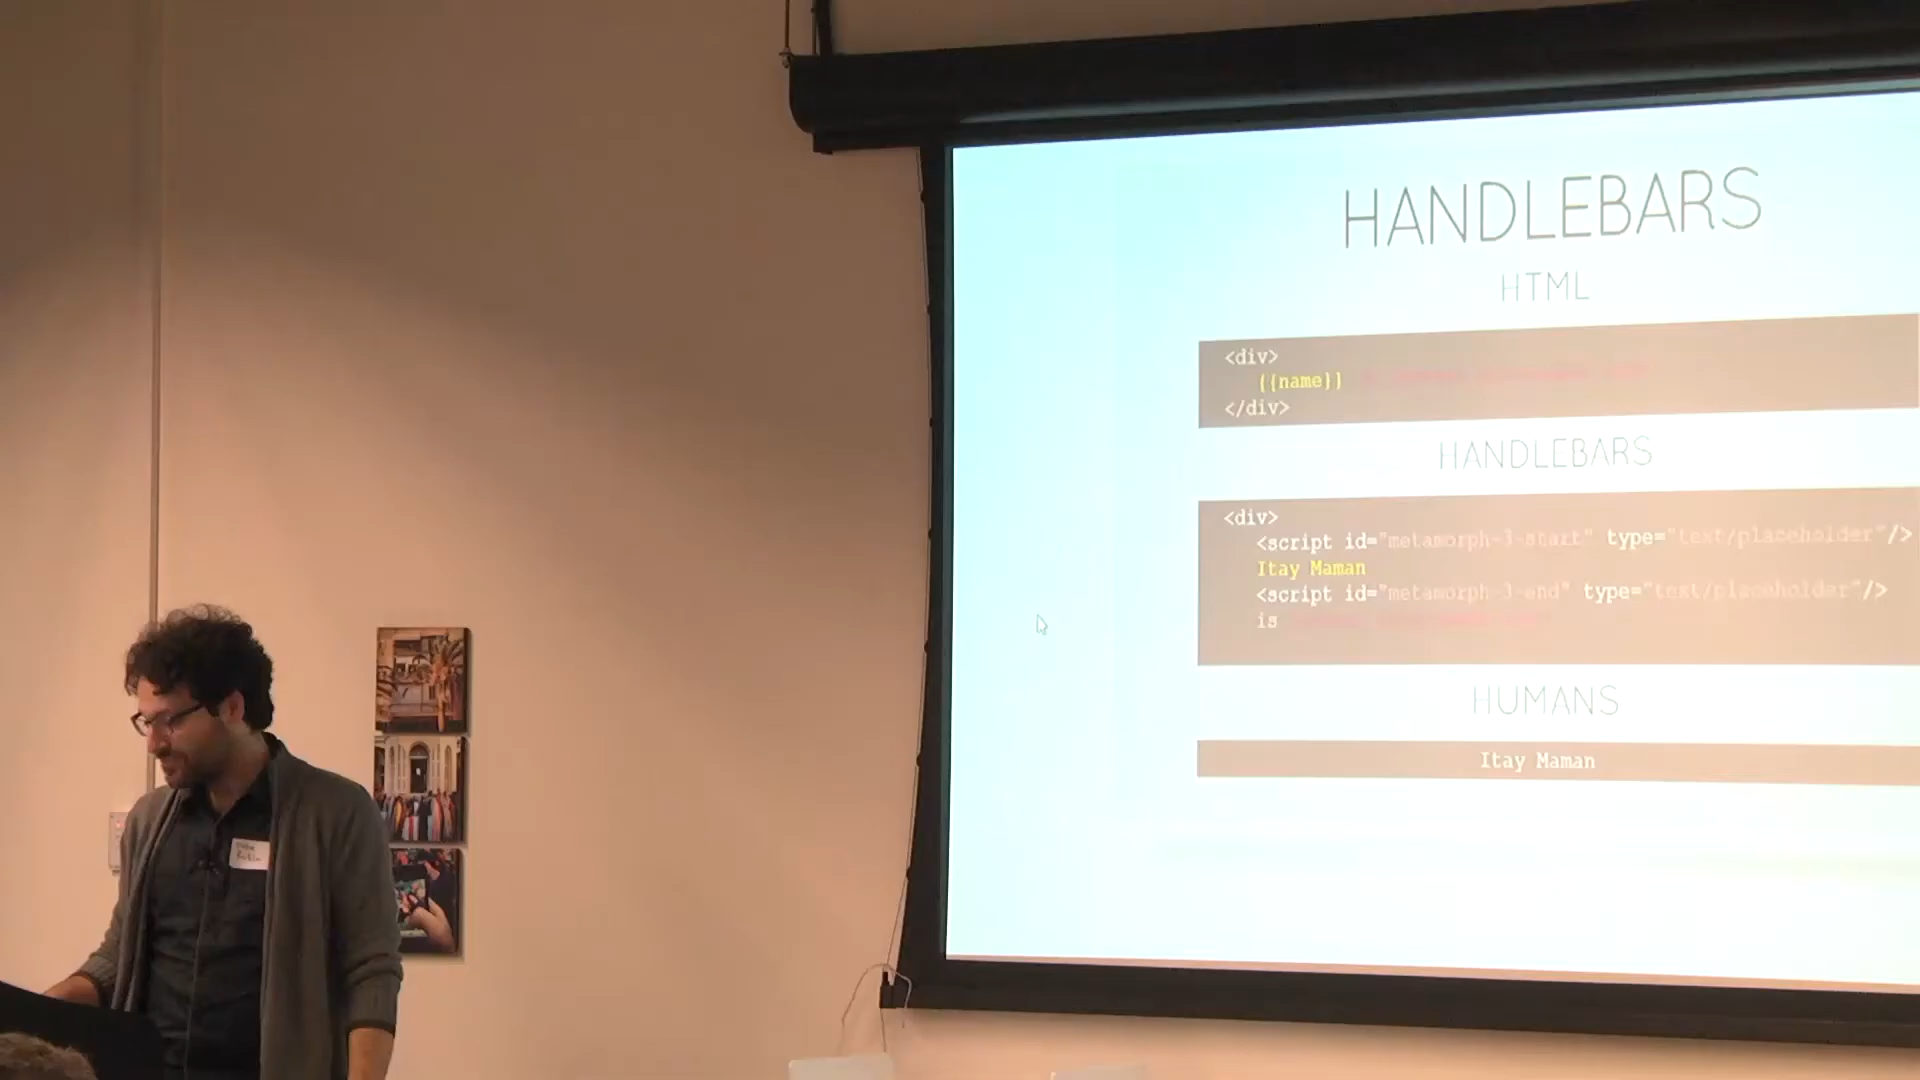 HANDLEBARS
HTML
<div>
{{name}}
</div>
HANDLEBARS
<div>
<script id="metamorph-3-start" type="text/placeholder"/>
Itay Maman
<script id="metamorph-3-end" type="text/placeholder"/>
is
HUMANS
Itay Maman